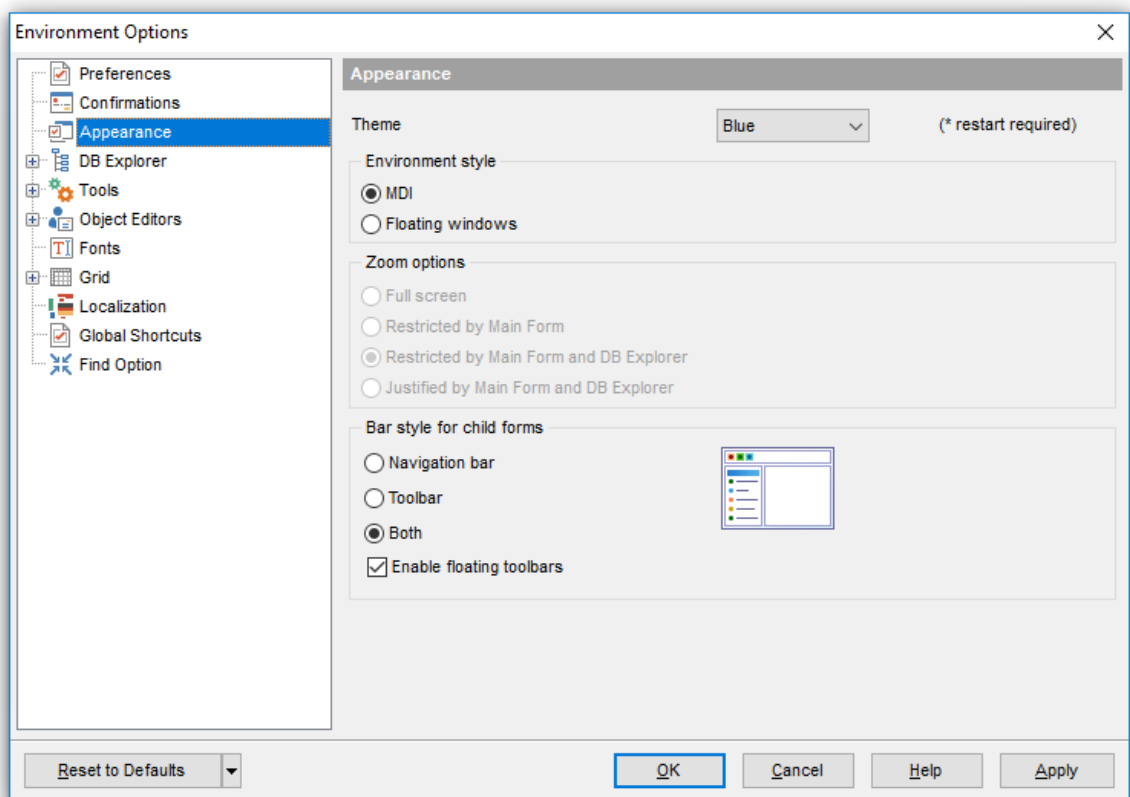 Environment Options
Preferences
Confirmations
Appearance
DB Explorer
Tools
Object Editors
Fonts
Grid
Localization
Global Shortcuts
Find Option
Appearance
Theme Blue (* restart required)
Environment style
MDI
Floating windows
Zoom options
Full screen
Restricted by Main Form
Restricted by Main Form and DB Explorer
Justified by Main Form and DB Explorer
Bar style for child forms
Navigation bar
Toolbar
Both
Enable floating toolbars
Reset to Defaults OK Cancel Help Apply